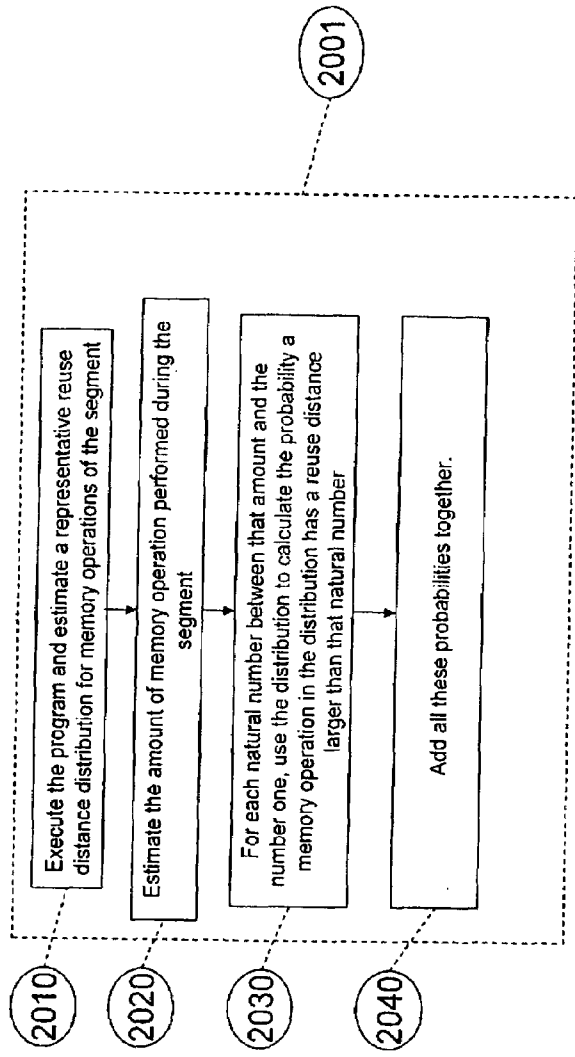 2001
2010
Execute the program and estimate a representative reuse
distance distribution for memory operations of the segment
2020
Estimate the amount of memory operation performed during the
segment
2030
For each natural number between that amount and the
number one, use the distribution to calculate the probability a
memory operation in the distribution has a reuse distance
larger than that natural number
2040
Add all these probabilities together.